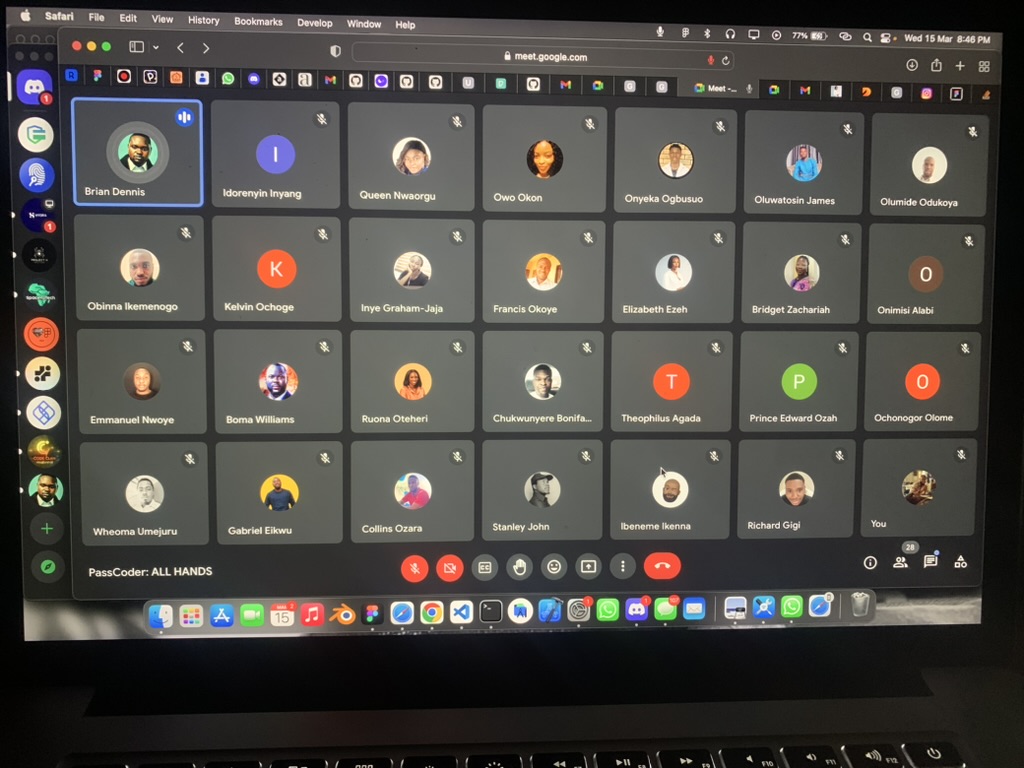 Safari File Edit View History Bookmarks Develop Window Help 77% Wed 15 Mar 8:46 PM
meet.google.com
Meet -...
Brian Dennis
I
Idorenyin Inyang
Queen Nwaorgu
Owo Okon
Onyeka Ogbusuo
Oluwatosin James
Olumide Odukoya
Obinna Ikemenogo
K
Kelvin Ochoge
Inye Graham-Jaja
Francis Okoye
Elizabeth Ezeh
Bridget Zachariah
O
Onimisi Alabi
Emmanuel Nwoye
Boma Williams
Ruona Oteheri
Chukwunyere Bonifa...
T
Theophilus Agada
P
Prince Edward Ozah
O
Ochonogor Olome
Wheoma Umejuru
Gabriel Eikwu
Collins Ozara
Stanley John
Ibeneme Ikenna
Richard Gigi
You
PassCoder: ALL HANDS
28
15
F10
F11
F12